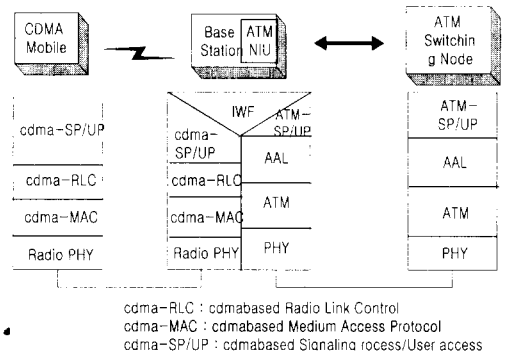 CDMA
Mobile
Base
Station
ATM
NIU
ATM
Switchin
g Node
cdma-SP/UP
cdma-RLC
cdma-MAC
Radio PHY
IWF
cdma-
SP/UP
cdma-RLC
cdma-MAC
Radio PHY
ATM-
SP/UP
AAL
ATM
PHY
ATM-
SP/UP
AAL
ATM
PHY
cdma-RLC : cdmabased Radio Link Control
cdma-MAC : cdmabased Medium Access Protocol
cdma-SP/UP : cdmabased Signaling rocess/User access